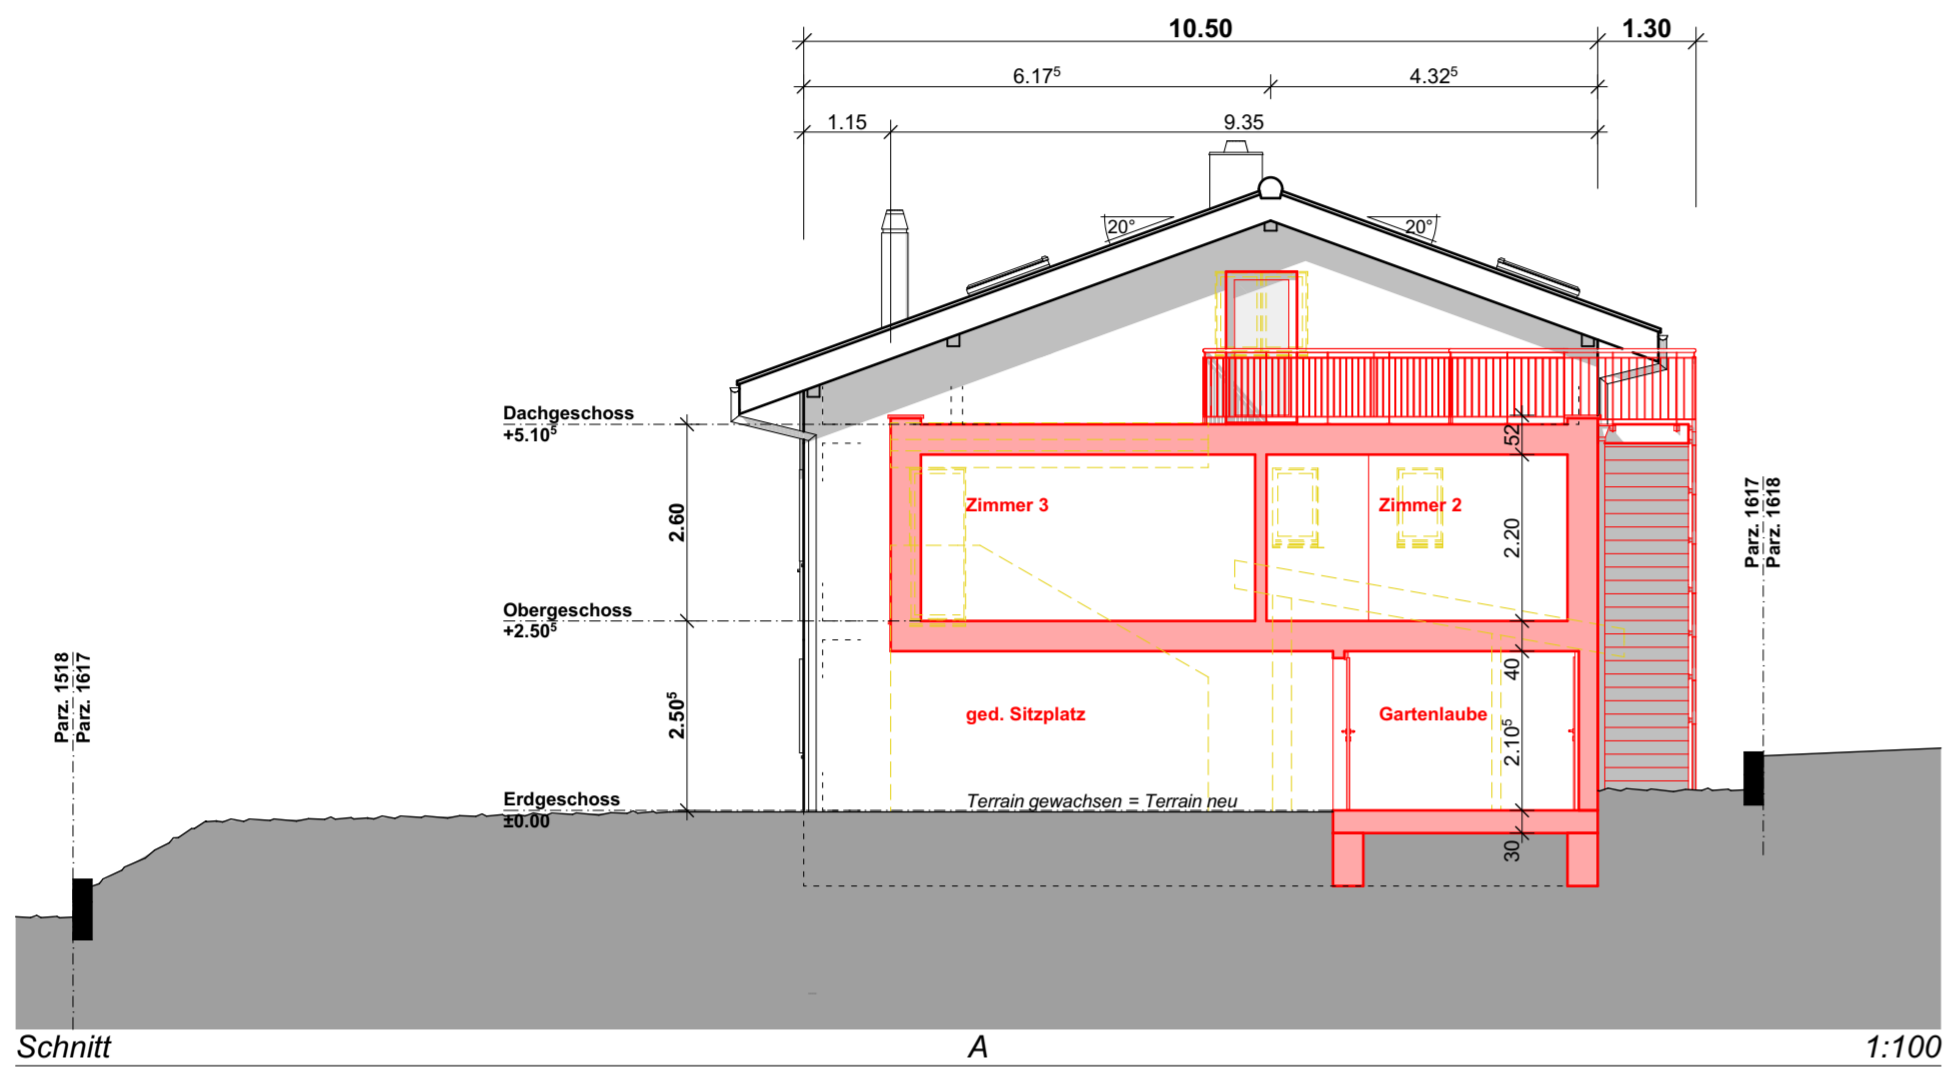 10.50
1.30
6.17⁵
4.32⁵
1.15
9.35
20°
20°
Dachgeschoss
+5.10⁵
52
Zimmer 3
Zimmer 2
2.60
2.20
Parz. 1617
Parz. 1618
Obergeschoss
+2.50⁵
Parz. 1518
Parz. 1617
40
2.50⁵
ged. Sitzplatz
Gartenlaube
2.10⁵
Erdgeschoss
±0.00
Terrain gewachsen = Terrain neu
30
Schnitt
A
1:100